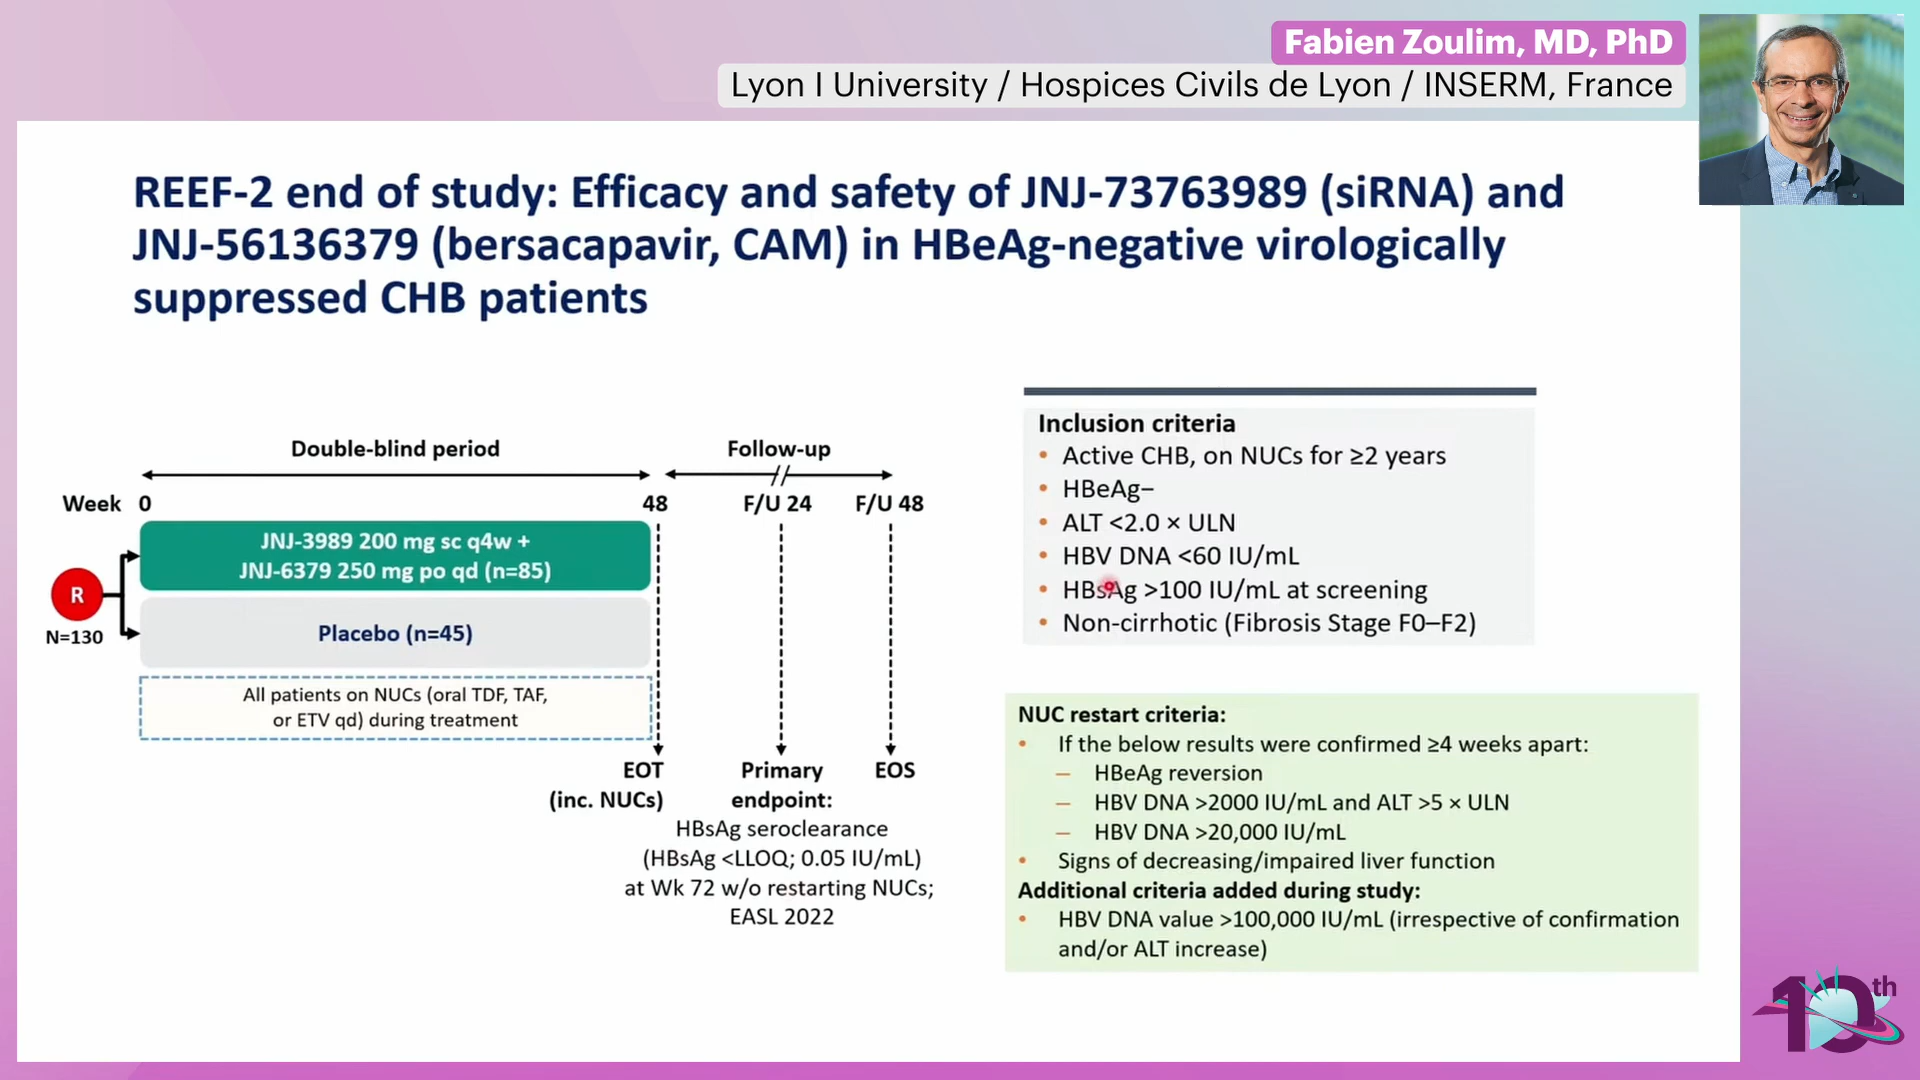 Fabien Zoulim, MD, PhD
Lyon I University / Hospices Civils de Lyon / INSERM, France
REEF-2 end of study: Efficacy and safety of JNJ-73763989 (siRNA) and
JNJ-56136379 (bersacapavir, CAM) in HBeAg-negative virologically
suppressed CHB patients
Double-blind period
Follow-up
Week 0 48 F/U 24 F/U 48
JNJ-3989 200 mg sc q4w +
JNJ-6379 250 mg po qd (n=85)
R
N=130
Placebo (n=45)
All patients on NUCs (oral TDF, TAF,
or ETV qd) during treatment
EOT
(inc. NUCs)
Primary
endpoint:
HBsAg seroclearance
(HBsAg <LLOQ; 0.05 IU/mL)
at Wk 72 w/o restarting NUCs;
EASL 2022
EOS
Inclusion criteria
• Active CHB, on NUCs for ≥2 years
• HBeAg–
• ALT <2.0 × ULN
• HBV DNA <60 IU/mL
• HBsAg >100 IU/mL at screening
• Non-cirrhotic (Fibrosis Stage F0–F2)
NUC restart criteria:
• If the below results were confirmed ≥4 weeks apart:
– HBeAg reversion
– HBV DNA >2000 IU/mL and ALT >5 × ULN
– HBV DNA >20,000 IU/mL
• Signs of decreasing/impaired liver function
Additional criteria added during study:
• HBV DNA value >100,000 IU/mL (irrespective of confirmation
and/or ALT increase)
10th